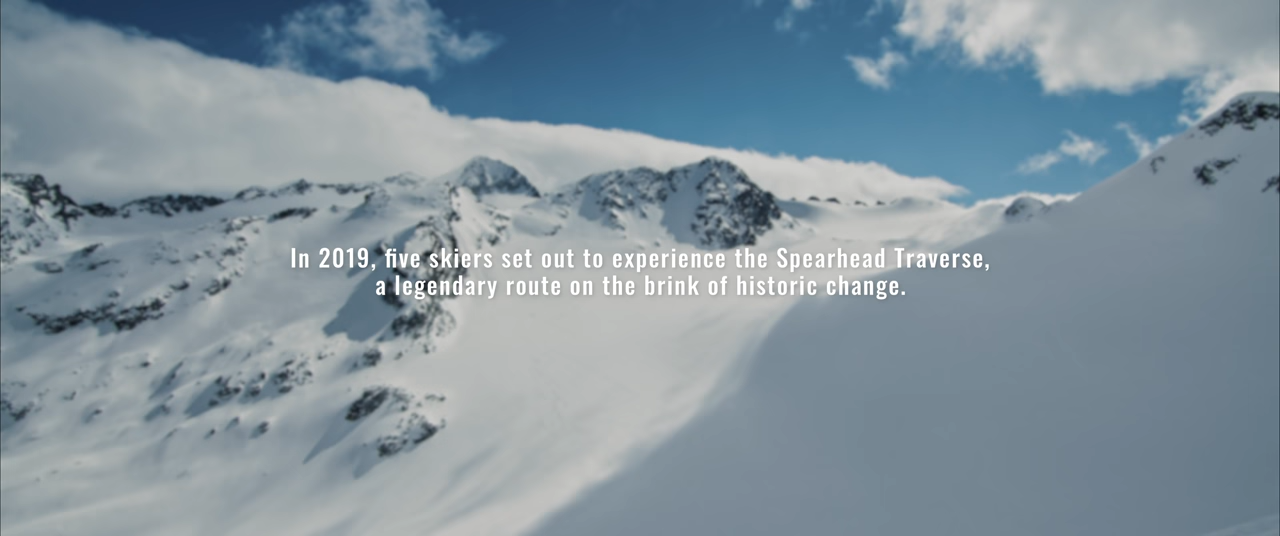 In 2019, five skiers set out to experience the Spearhead Traverse,
a legendary route on the brink of historic change.